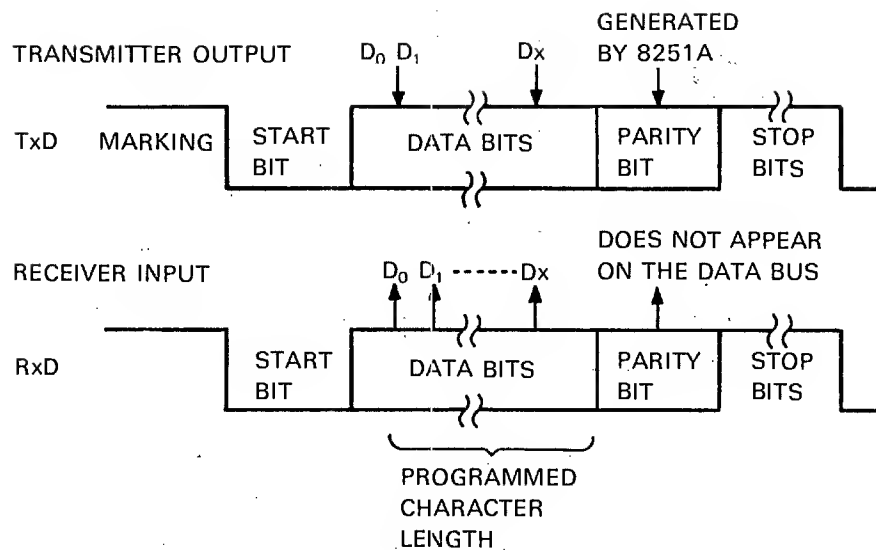 GENERATED
BY 8251A
TRANSMITTER OUTPUT
D₀ D₁
Dx
TxD
MARKING
START
BIT
DATA BITS
PARITY
BIT
STOP
BITS
DOES NOT APPEAR
ON THE DATA BUS
RECEIVER INPUT
D₀ D₁ ------ Dx
RxD
START
BIT
DATA BITS
PARITY
BIT
STOP
BITS
PROGRAMMED
CHARACTER
LENGTH